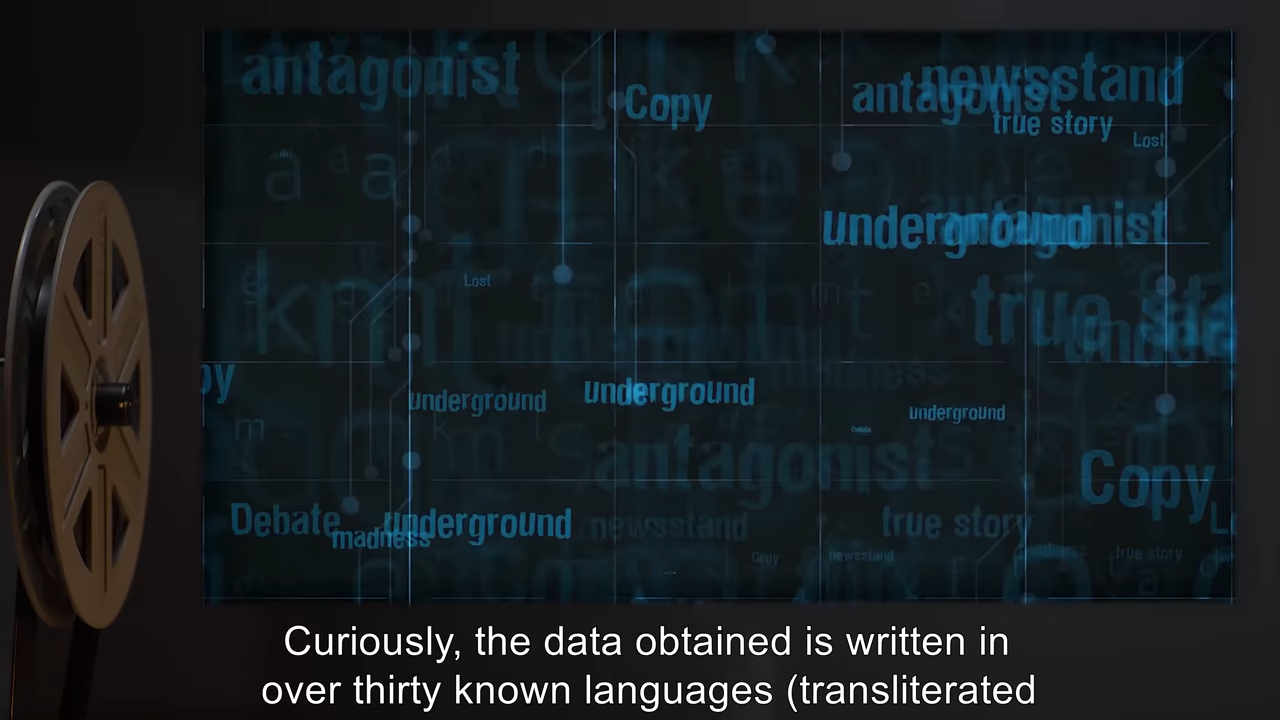 antagonist
Copy
newsstand
antagonist
true story
Lost
antagonist
underground
Lost
true sto
madness
underground
underground
underground
antagonist
Copy
Debate
underground
madness
newsstand
true story
Copy
newsstand
true story
Curiously, the data obtained is written in
over thirty known languages (transliterated